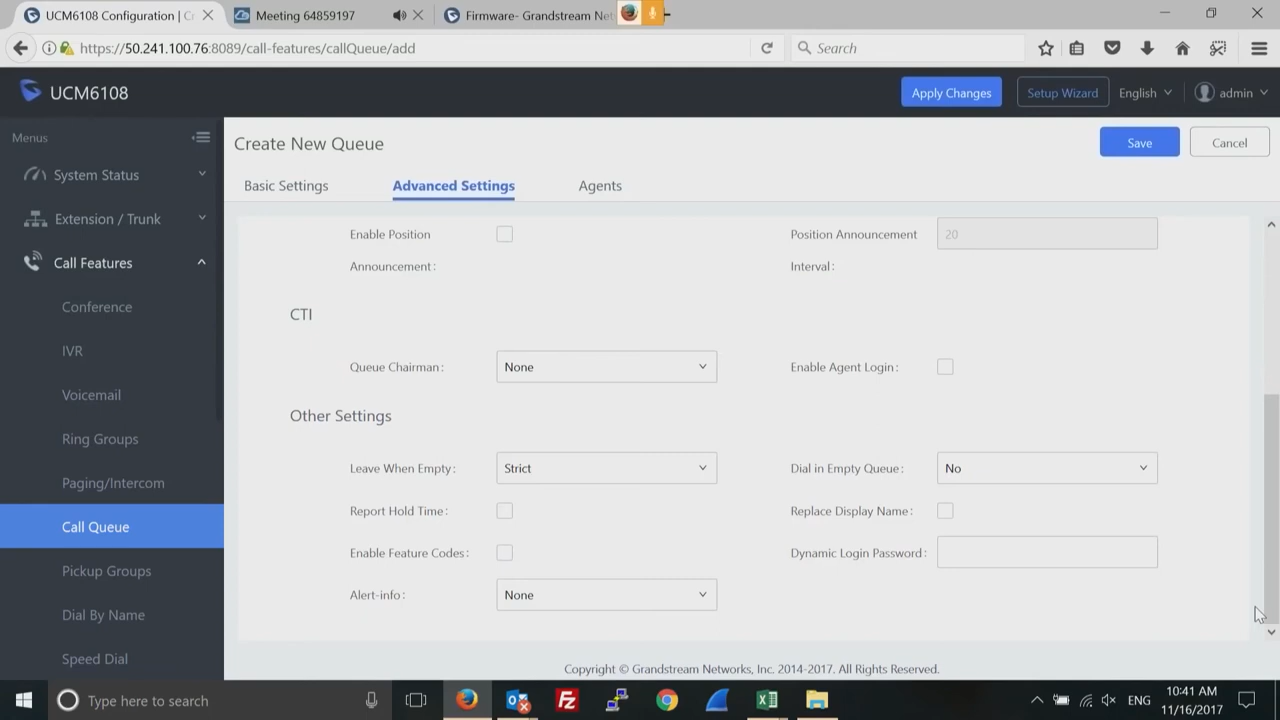 UCM6108 Configuration | C
Meeting 64859197
Firmware- Grandstream Net
https://50.241.100.76:8089/call-features/callQueue/add
Search
UCM6108
Apply Changes
Setup Wizard
English
admin
Menus
System Status
Extension / Trunk
Call Features
Conference
IVR
Voicemail
Ring Groups
Paging/Intercom
Call Queue
Pickup Groups
Dial By Name
Speed Dial
Create New Queue
Save
Cancel
Basic Settings
Advanced Settings
Agents
Enable Position
Announcement:
Position Announcement
Interval:
20
CTI
Queue Chairman:
None
Enable Agent Login:
Other Settings
Leave When Empty:
Strict
Dial in Empty Queue:
No
Report Hold Time:
Replace Display Name:
Enable Feature Codes:
Dynamic Login Password:
Alert-info:
None
Copyright © Grandstream Networks, Inc. 2014-2017. All Rights Reserved.
Type here to search
ENG
10:41 AM
11/16/2017